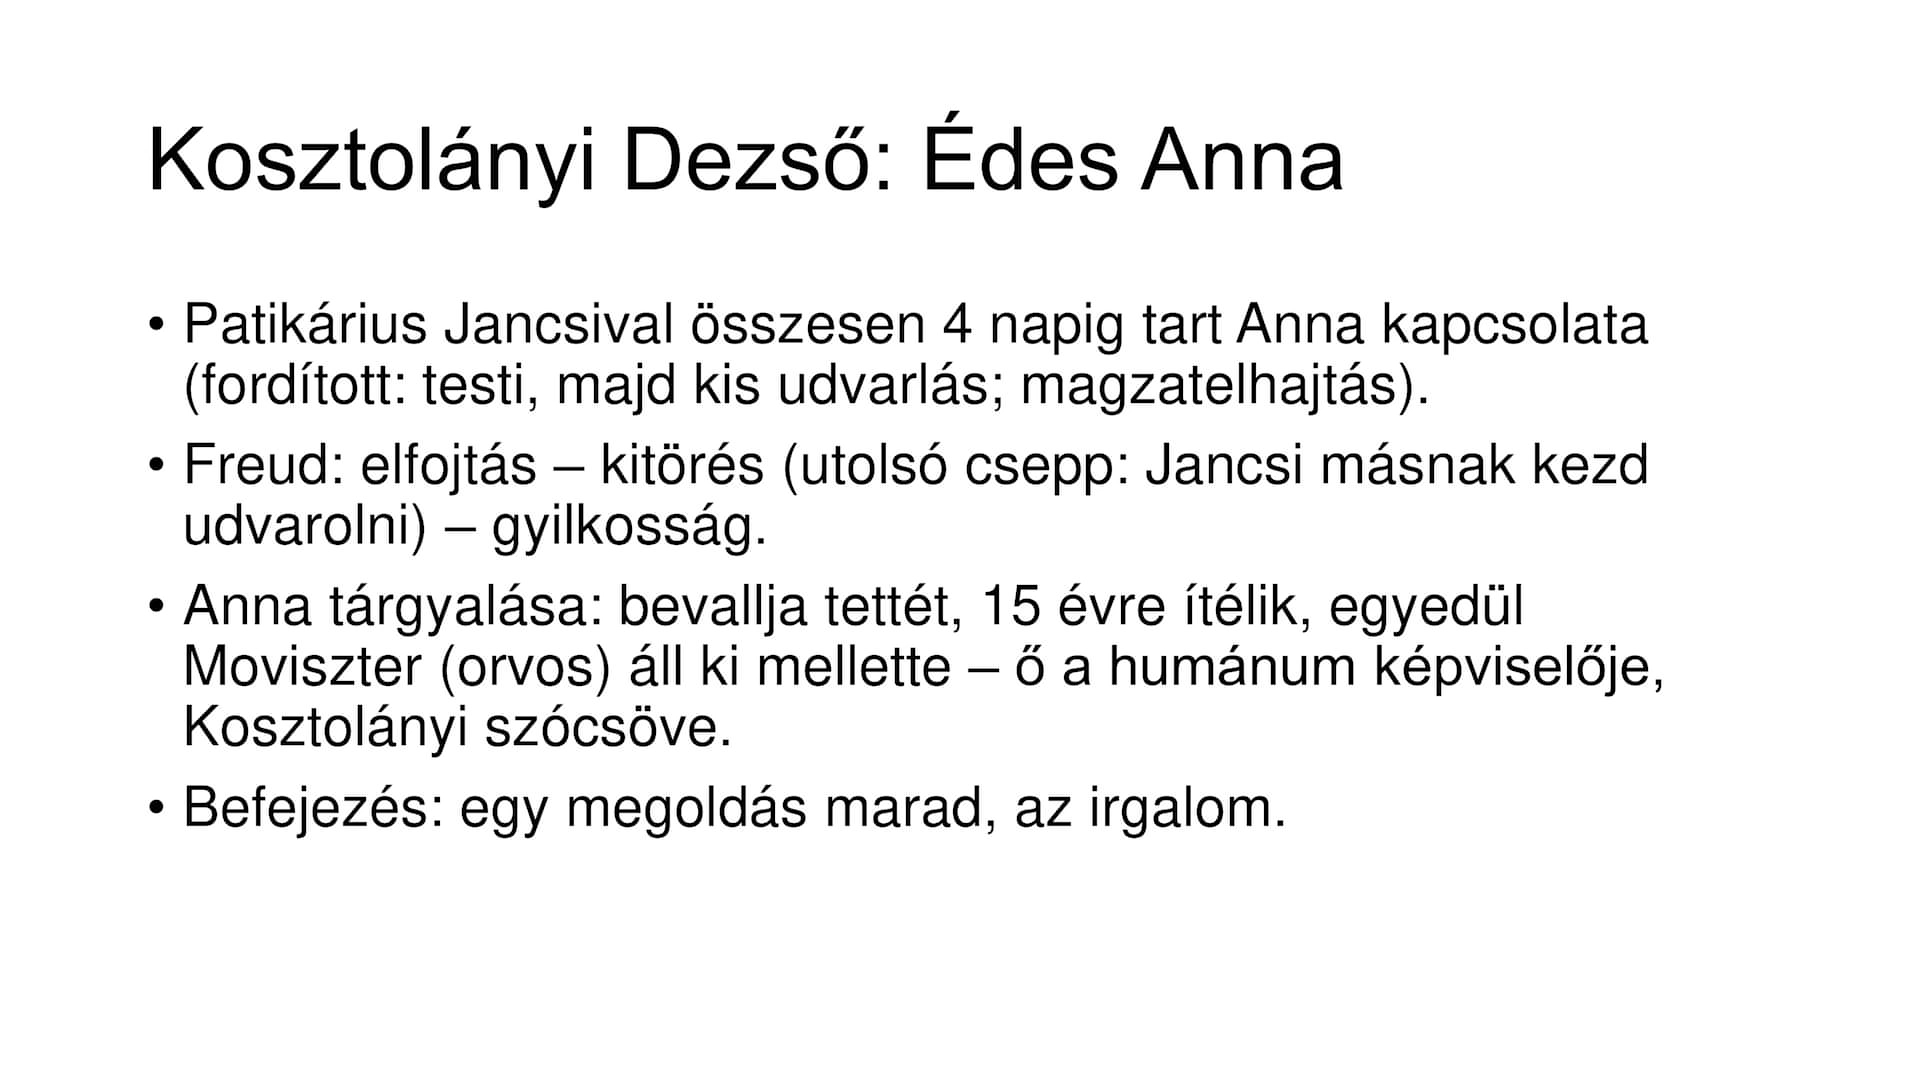 Kosztolányi Dezső: Édes Anna
• Patikárius Jancsival összesen 4 napig tart Anna kapcsolata
(fordított: testi, majd kis udvarlás; magzatelhajtás).
• Freud: elfojtás – kitörés (utolsó csepp: Jancsi másnak kezd
udvarolni) – gyilkosság.
• Anna tárgyalása: bevallja tettét, 15 évre ítélik, egyedül
Moviszter (orvos) áll ki mellette – ő a humánum képviselője,
Kosztolányi szócsöve.
• Befejezés: egy megoldás marad, az irgalom.